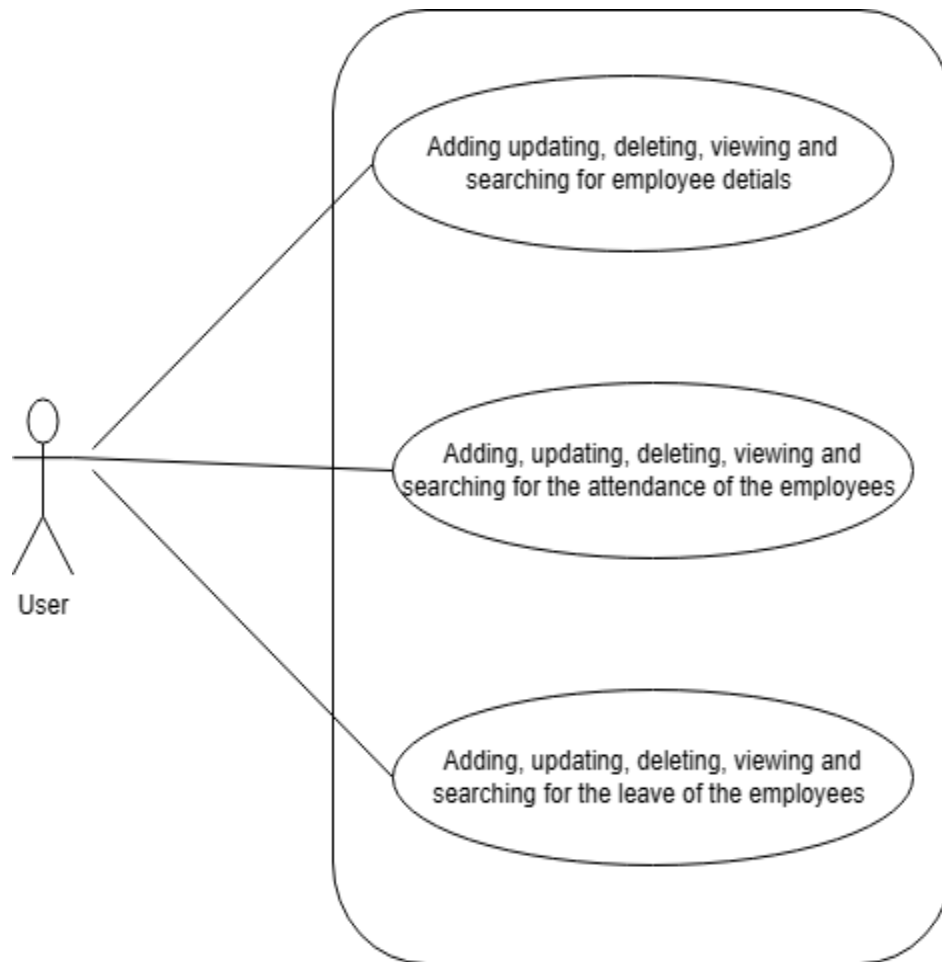 Adding updating, deleting, viewing and
searching for employee detials
Adding, updating, deleting, viewing and
searching for the attendance of the employees
User
Adding, updating, deleting, viewing and
searching for the leave of the employees